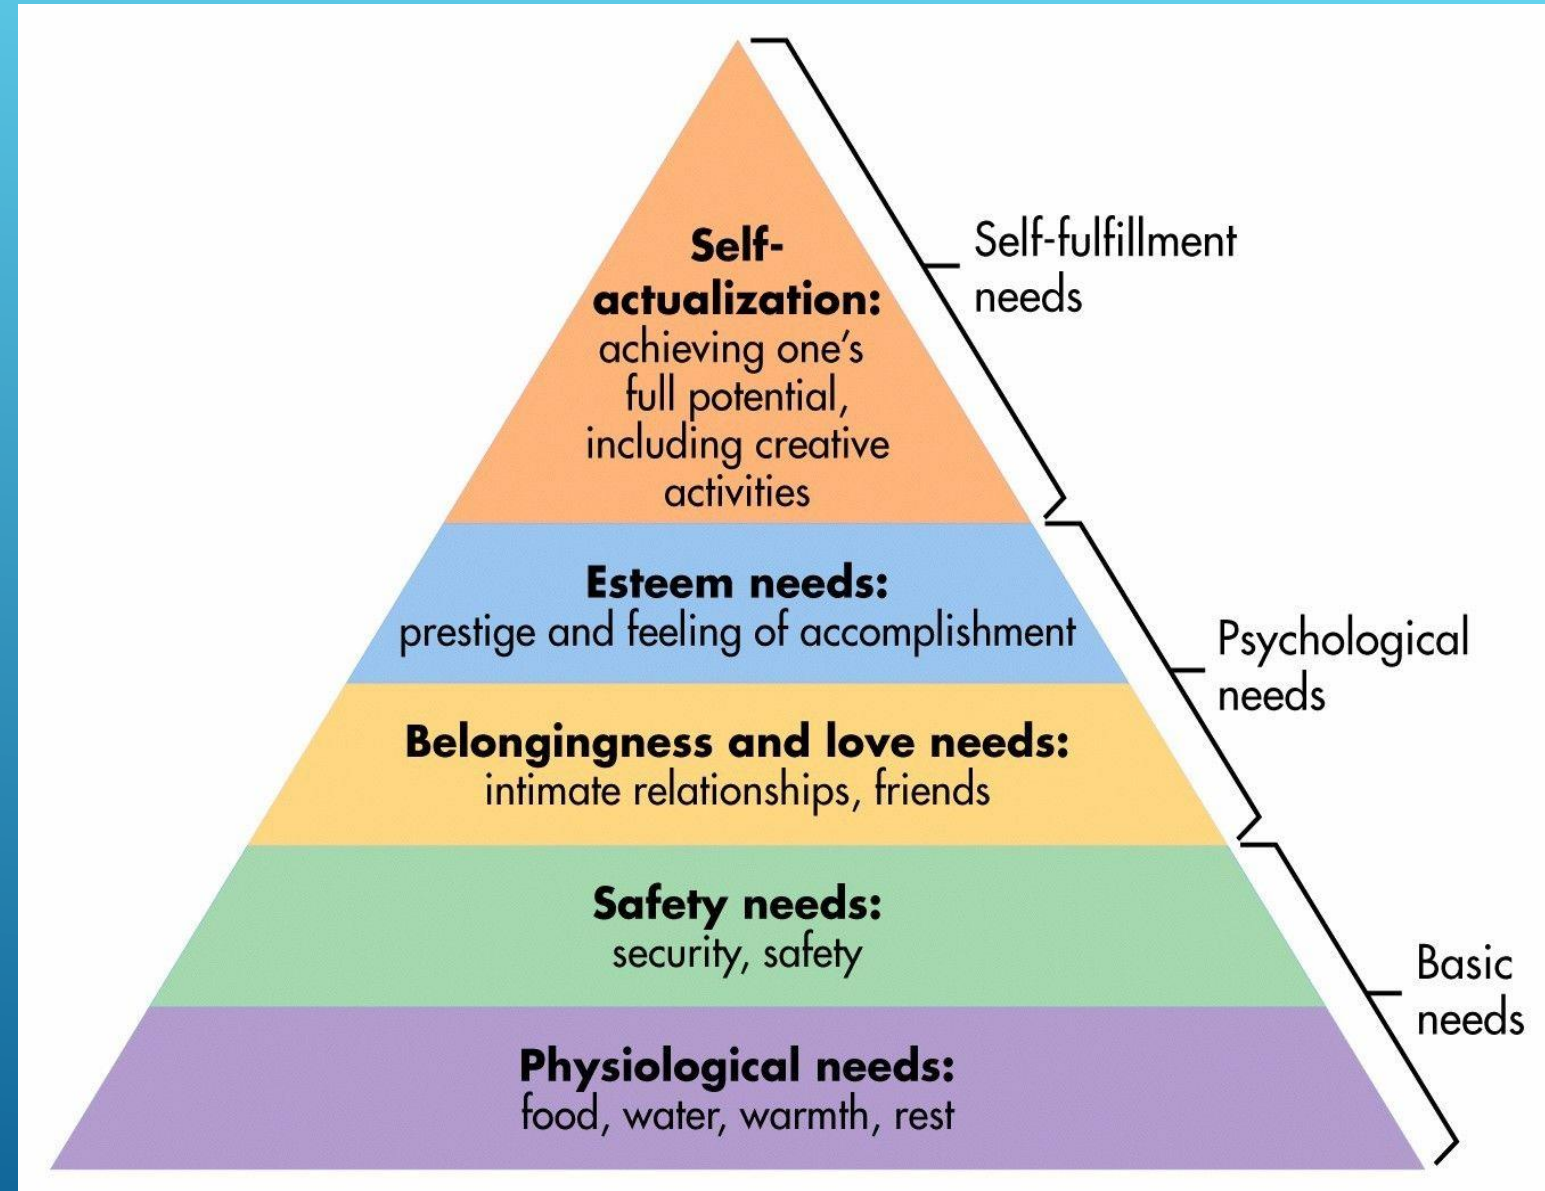 Self-
actualization:
achieving one’s
full potential,
including creative
activities
Self-fulfillment
needs
Esteem needs:
prestige and feeling of accomplishment
Belongingness and love needs:
intimate relationships, friends
Psychological
needs
Safety needs:
security, safety
Physiological needs:
food, water, warmth, rest
Basic
needs